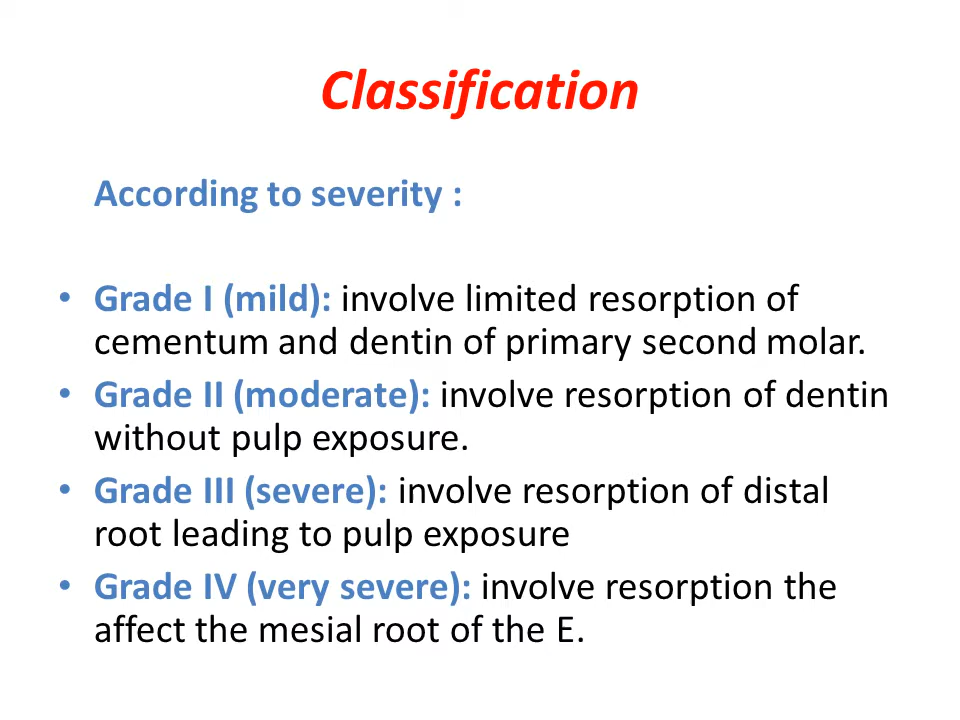 Classification
According to severity :
• Grade I (mild): involve limited resorption of
cementum and dentin of primary second molar.
• Grade II (moderate): involve resorption of dentin
without pulp exposure.
• Grade III (severe): involve resorption of distal
root leading to pulp exposure
• Grade IV (very severe): involve resorption the
affect the mesial root of the E.